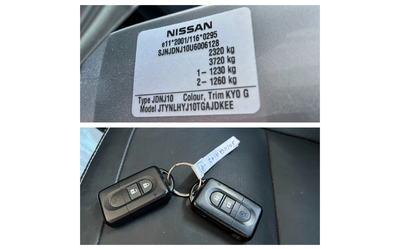 NISSAN
e11*2001/116*0295
SJNJDNJ10U6006128
2320 kg
3720 kg
1 - 1230 kg
2 - 1260 kg
Type JDNJ10 Colour, Trim KY0 G
Model JTYNLHYJ10TGAJDKEE